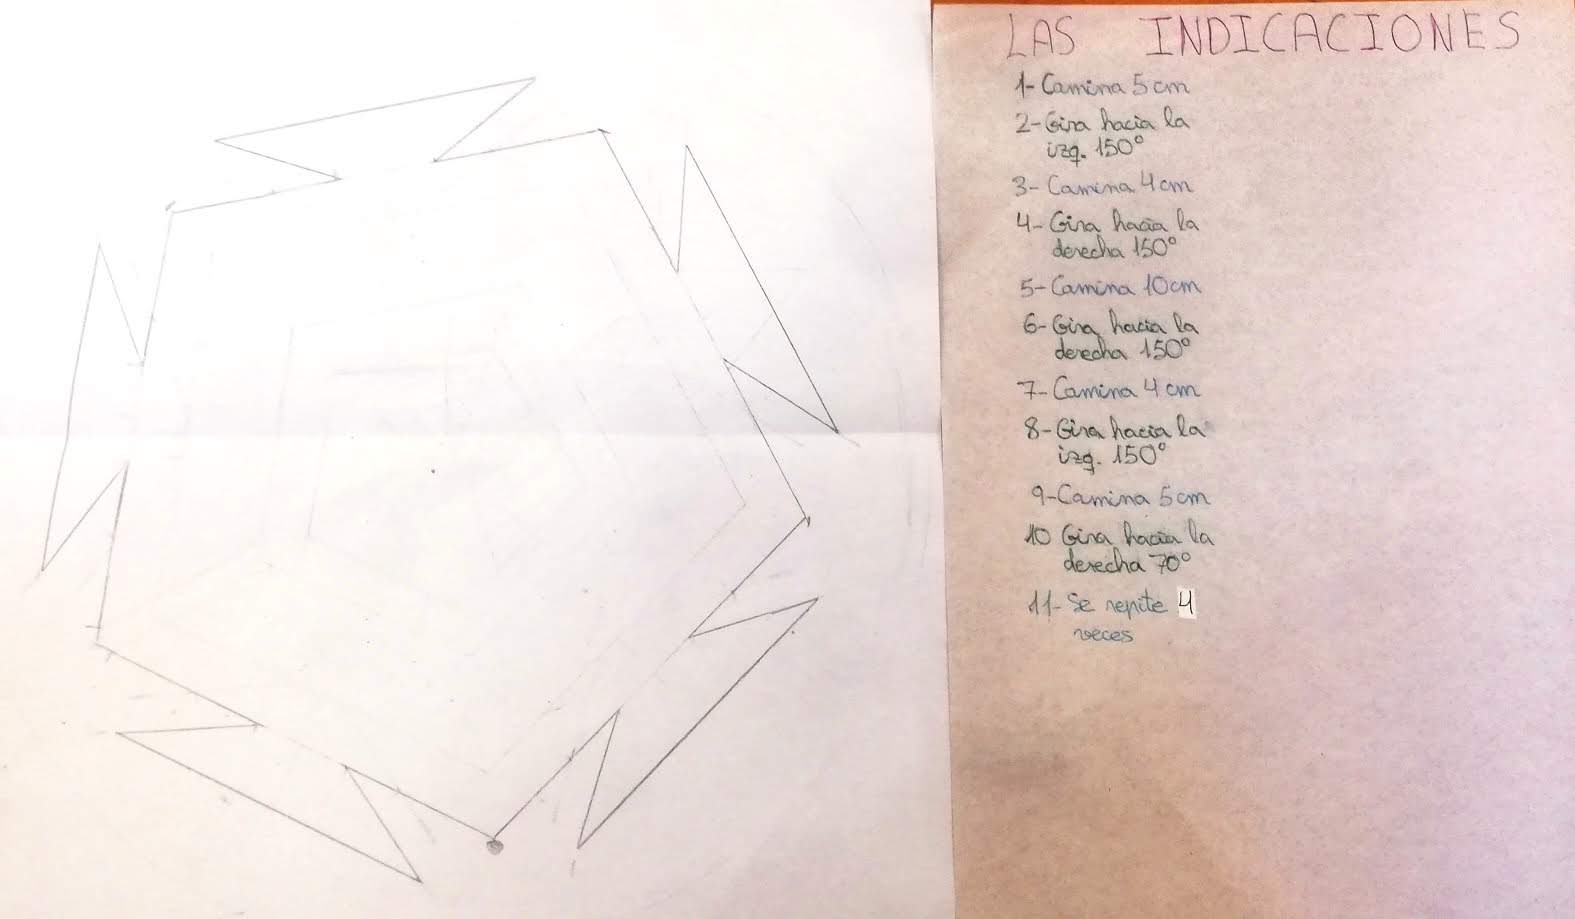 LAS INDICACIONES
1- Camina 5 cm
2- Gira hacia la
izq. 150°
3- Camina 4 cm
4- Gira hacia la
derecha 150°
5- Camina 10 cm
6- Gira hacia la
derecha 150°
7- Camina 4 cm
8- Gira hacia la
izq. 150°
9- Camina 5 cm
10 Gira hacia la
derecha 70°
11- Se repite 4
veces